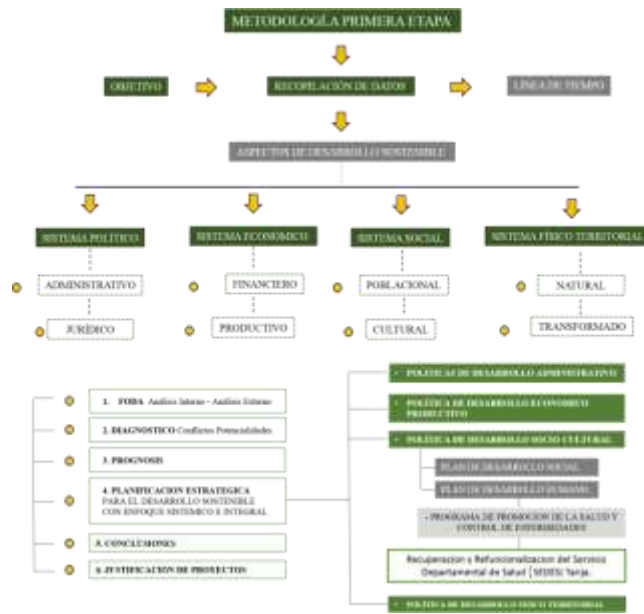 METODOLOGÍA PRIMERA ETAPA
OBJETIVO
RECOPILACIÓN DE DATOS
LÍNEA DE TIEMPO
ASPECTOS DE DESARROLLO SOSTENIBLE
SISTEMA POLÍTICO
SISTEMA ECONÓMICO
SISTEMA SOCIAL
SISTEMA FÍSICO TERRITORIAL
ADMINISTRATIVO
FINANCIERO
POBLACIONAL
NATURAL
JURÍDICO
PRODUCTIVO
CULTURAL
TRANSFORMADO
1. FODA Análisis Interno - Análisis Externo
2. DIAGNOSTICO Conflictos Potencialidades
3. PROGNOSIS
4. PLANIFICACION ESTRATEGICA
PARA EL DESARROLLO SOSTENIBLE
CON ENFOQUE SISTEMICO E INTEGRAL
5. CONCLUSIONES
6. JUSTIFICACIÓN DE PROYECTOS
• POLITICAS DE DESARROLLO ADMINISTRATIVO
• POLÍTICA DE DESARROLLO ECONOMICO
PRODUCTIVO
• POLÍTICA DE DESARROLLO SOCIO CULTURAL
• PLAN DE DESARROLLO SOCIAL
• PLAN DE DESARROLLO HUMANO
- PROGRAMA DE PROMOCION DE LA SALUD Y
CONTROL DE ENFERMEDADES
Recuperacion y Refuncionalizacion del Servicio
Departamental de Salud (SEDES) Tarija.
• POLÍTICA DE DESARROLLO FISICO TERRITORIAL